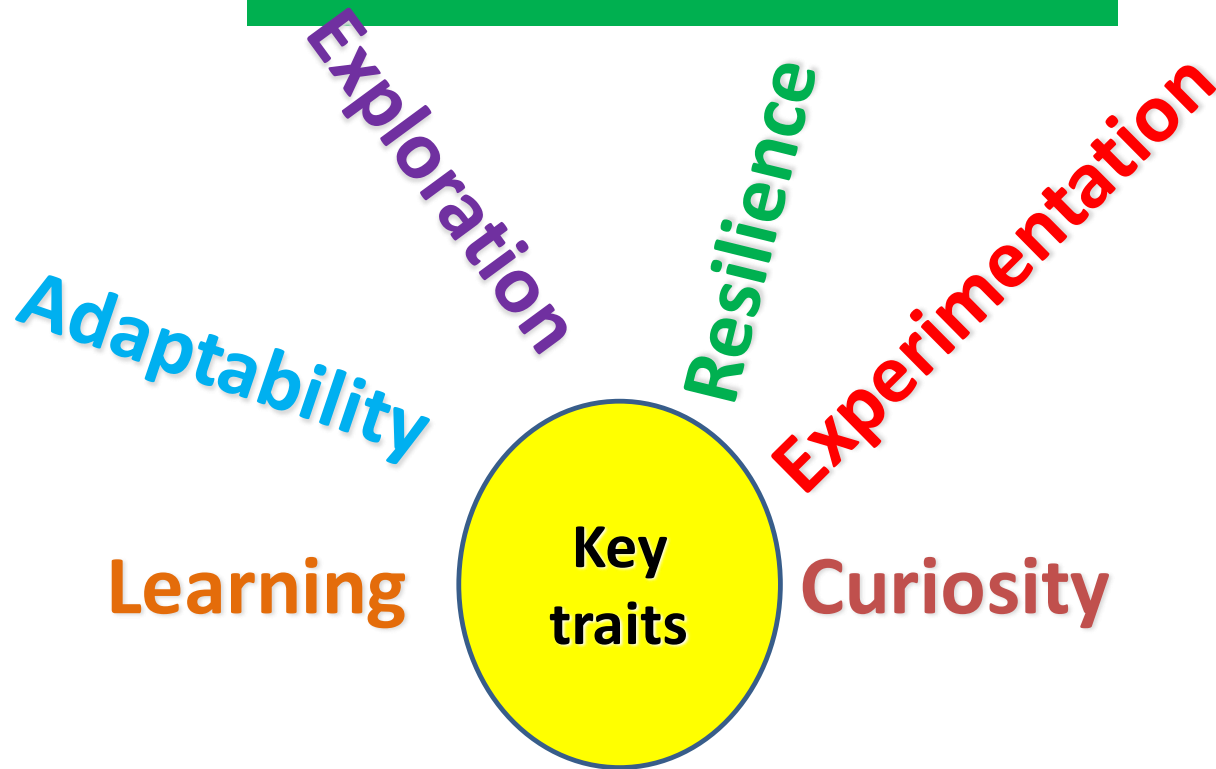 Exploration
Resilience
Experimentation
Adaptability
Learning
Key
traits
Curiosity